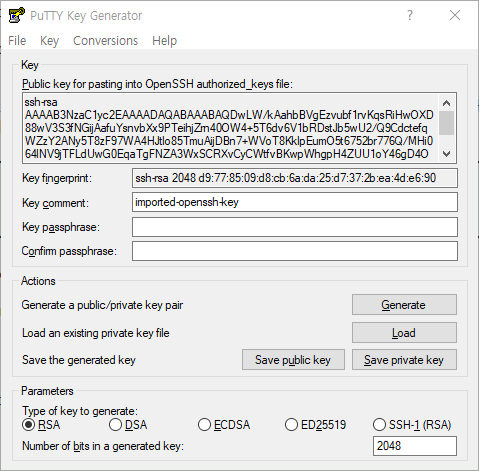 PuTTY Key Generator
File Key Conversions Help
Key
Public key for pasting into OpenSSH authorized_keys file:
ssh-rsa
AAAAB3NzaC1yc2EAAAADAQABAAABAQDwLW/kAahbBVgEzvubf1rvKqsRiHwOXD
88wV3S3fNGijAafuYsnvbXx9PTeihjZm40OW4+5T6dv6V1bRDstJb5wU2/Q9Cdctefq
WZzY2ANy5T8zF97WA4HJtlo85TmuAijDBn7+WVoT8KklpEumO5t6752br776Q/MHi0
64INV9jTFLdUwG0EqaTgFNZA3WxSCRXvCyCWtfvBKwpWhgpH4ZUU1oY46gD4O
Key fingerprint: ssh-rsa 2048 d9:77:85:09:d8:cb:6a:da:25:d7:37:2b:ea:4d:e6:90
Key comment: imported-openssh-key
Key passphrase:
Confirm passphrase:
Actions
Generate a public/private key pair Generate
Load an existing private key file Load
Save the generated key Save public key Save private key
Parameters
Type of key to generate:
RSA DSA ECDSA ED25519 SSH-1 (RSA)
Number of bits in a generated key: 2048